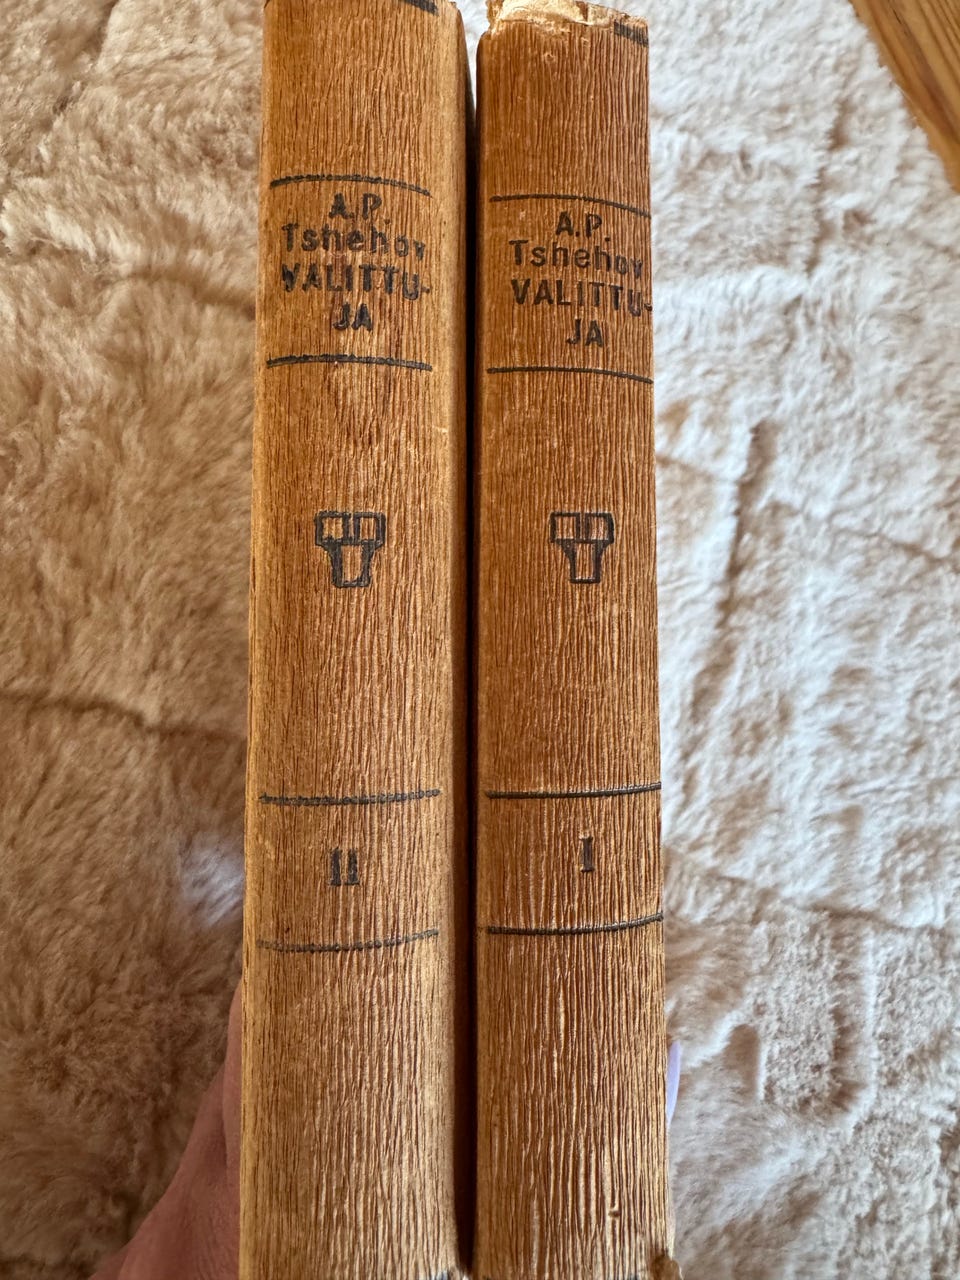 A.P.
Tshehov
VALITTU-
JA
II
A.P.
Tshehov
VALITTU-
JA
I